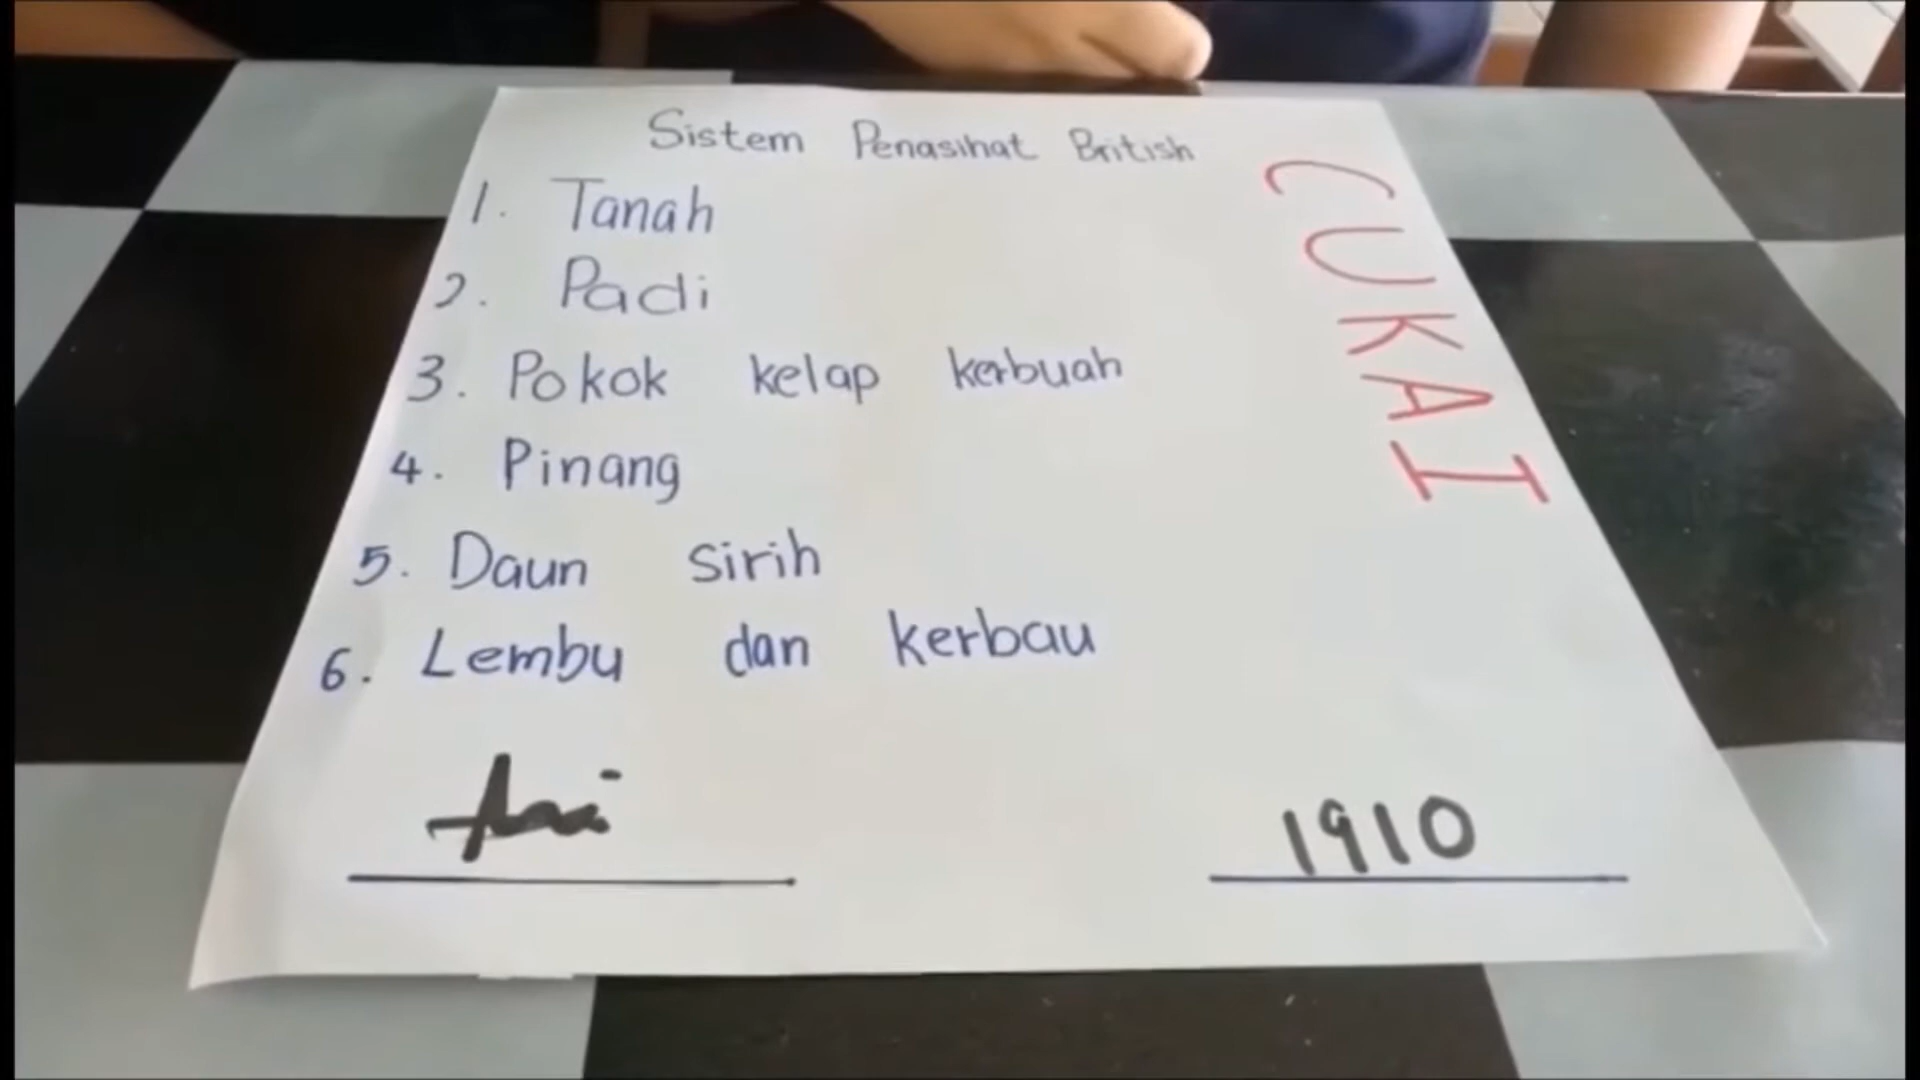 Sistem Penasihat British
CUKAI
1. Tanah
2. Padi
3. Pokok kelap kerbuah
4. Pinang
5. Daun sirih
6. Lembu dan kerbau
1910